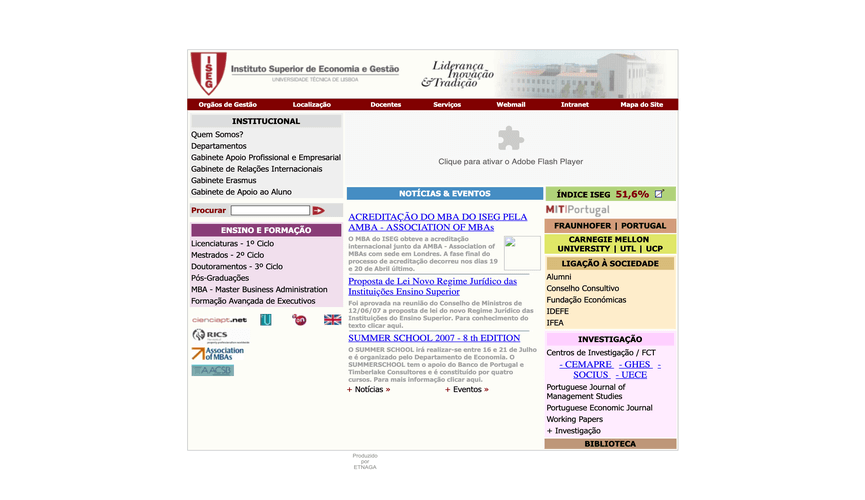 ISEG
Instituto Superior de Economia e Gestão
UNIVERSIDADE TÉCNICA DE LISBOA
Liderança
Inovação
&Tradição
Orgãos de Gestão Localização Docentes Serviços Webmail Intranet Mapa do Site
INSTITUCIONAL
Quem Somos?
Departamentos
Gabinete Apoio Profissional e Empresarial
Gabinete de Relações Internacionais
Gabinete Erasmus
Gabinete de Apoio ao Aluno
Procurar
ENSINO E FORMAÇÃO
Licenciaturas - 1º Ciclo
Mestrados - 2º Ciclo
Doutoramentos - 3º Ciclo
Pós-Graduações
MBA - Master Business Administration
Formação Avançada de Executivos
cienciapt.net
RICS
Association
of MBAs
AACSB
Clique para ativar o Adobe Flash Player
NOTÍCIAS & EVENTOS
ACREDITAÇÃO DO MBA DO ISEG PELA
AMBA - ASSOCIATION OF MBAs
O MBA do ISEG obteve a acreditação
internacional junto da AMBA - Association of
MBAs com sede em Londres. A fase final do
processo de acreditação decorreu nos dias 19
e 20 de Abril último.
Proposta de Lei Novo Regime Jurídico das
Instituições Ensino Superior
Foi aprovada na reunião do Conselho de Ministros de
12/06/07 a proposta de lei do novo Regime Jurídico das
Instituições do Ensino Superior. Para conhecimento do
texto clicar aqui.
SUMMER SCHOOL 2007 - 8 th EDITION
O SUMMER SCHOOL irá realizar-se entre 16 e 21 de Julho
e é organizado pelo Departamento de Economia. O
SUMMERSCHOOL tem o apoio do Banco de Portugal e
Timberlake Consultores e é constituído por quatro
cursos. Para mais informação clicar aqui.
+ Notícias » + Eventos »
ÍNDICE ISEG 51,6%
MIT|Portugal
FRAUNHOFER | PORTUGAL
CARNEGIE MELLON
UNIVERSITY | UTL | UCP
LIGAÇÃO À SOCIEDADE
Alumni
Conselho Consultivo
Fundação Económicas
IDEFE
IFEA
INVESTIGAÇÃO
Centros de Investigação / FCT
- CEMAPRE - GHES -
SOCIUS - UECE
Portuguese Journal of
Management Studies
Portuguese Economic Journal
Working Papers
+ Investigação
BIBLIOTECA
Produzido
por
ETNAGA